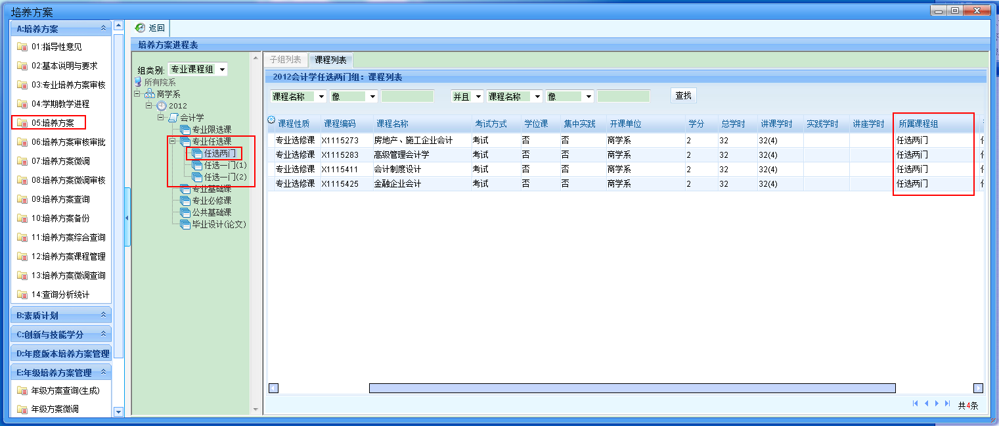 培养方案
A:培养方案
01:指导性意见
02:基本说明与要求
03:专业培养方案审核
04:学期教学进程
05:培养方案
06:培养方案审核审批
07:培养方案微调
08:培养方案微调审核
09:培养方案查询
10:培养方案备份
11:培养方案综合查询
12:培养方案课程管理
13:培养方案微调查询
14:查询分析统计
B:素质计划
C:创新与技能学分
D:年度版本培养方案管理
E:年级培养方案管理
年级方案查询(生成)
年级方案微调
返回
培养方案进程表
组类别: 专业课程组
所有院系
商学系
2012
会计学
专业限选课
专业任选课
任选两门
任选一门(1)
任选一门(2)
专业基础课
专业必修课
公共基础课
毕业设计(论文)
子组列表 课程列表
2012会计学任选两门组: 课程列表
课程名称 像 并且 课程名称 像 查找
课程性质 课程编码 课程名称 考试方式 学位课 集中实践 开课单位 学分 总学时 讲课学时 实践学时 讲座学时 所属课程组
专业选修课 X1115273 房地产、施工企业会计 考试 否 否 商学系 2 32 32(4) 任选两门
专业选修课 X1115283 高级管理会计学 考试 否 否 商学系 2 32 32(4) 任选两门
专业选修课 X1115411 会计制度设计 考试 否 否 商学系 2 32 32(4) 任选两门
专业选修课 X1115425 金融企业会计 考试 否 否 商学系 2 32 32(4) 任选两门
共4条